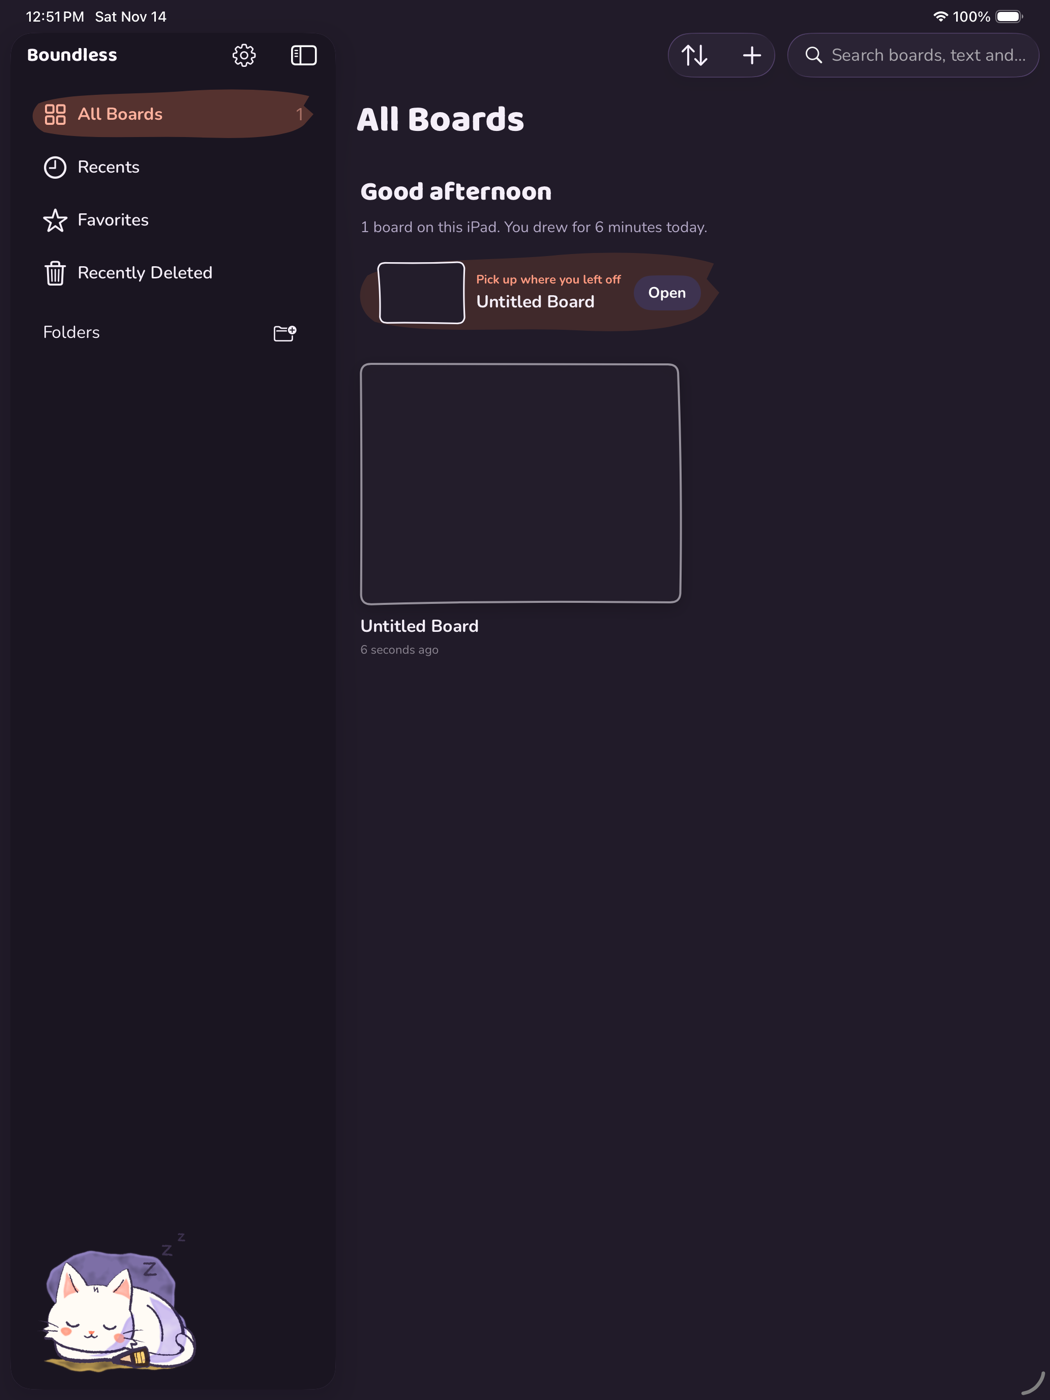 12:51 PM Sat Nov 14
100%
Boundless
Search boards, text and...
All Boards 1
Recents
Favorites
Recently Deleted
Folders
All Boards
Good afternoon
1 board on this iPad. You drew for 6 minutes today.
Pick up where you left off
Untitled Board
Open
Untitled Board
6 seconds ago
z
z
z